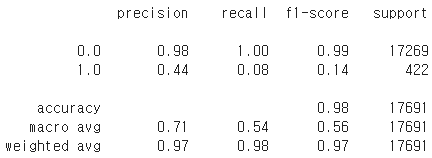 precision recall f1-score support
0.0 0.98 1.00 0.99 17269
1.0 0.44 0.08 0.14 422
accuracy 0.98 17691
macro avg 0.71 0.54 0.56 17691
weighted avg 0.97 0.98 0.97 17691